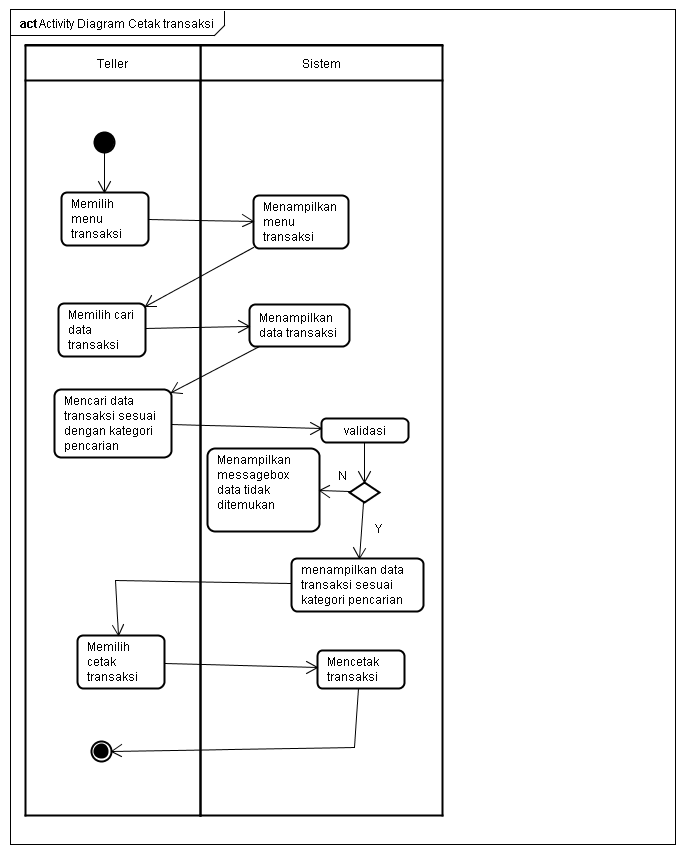 act Activity Diagram Cetak transaksi
Teller
Sistem
Memilih
menu
transaksi
Menampilkan
menu
transaksi
Memilih cari
data
transaksi
Menampilkan
data transaksi
Mencari data
transaksi sesuai
dengan kategori
pencarian
validasi
Menampilkan
messagebox
data tidak
ditemukan
N
Y
menampilkan data
transaksi sesuai
kategori pencarian
Memilih
cetak
transaksi
Mencetak
transaksi